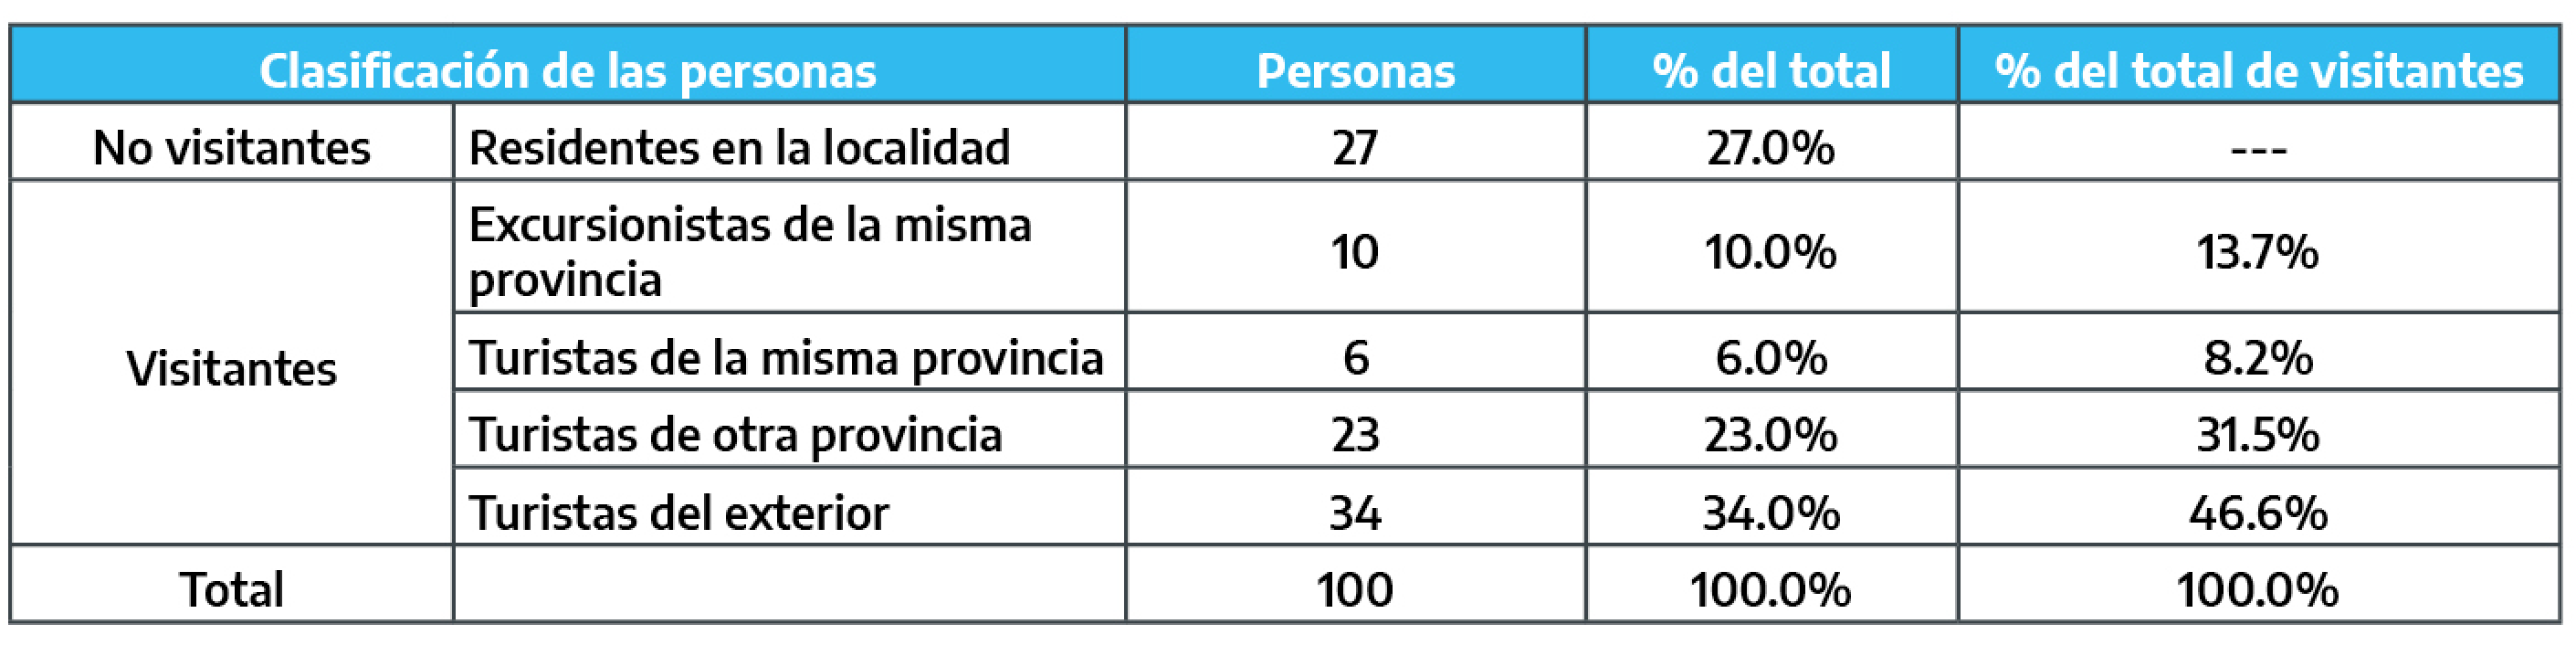 Clasificación de las personas Personas % del total % del total de visitantes
No visitantes Residentes en la localidad 27 27.0% ---
Visitantes
Excursionistas de la misma
provincia
10 10.0% 13.7%
Turistas de la misma provincia 6 6.0% 8.2%
Turistas de otra provincia 23 23.0% 31.5%
Turistas del exterior 34 34.0% 46.6%
Total 100 100.0% 100.0%